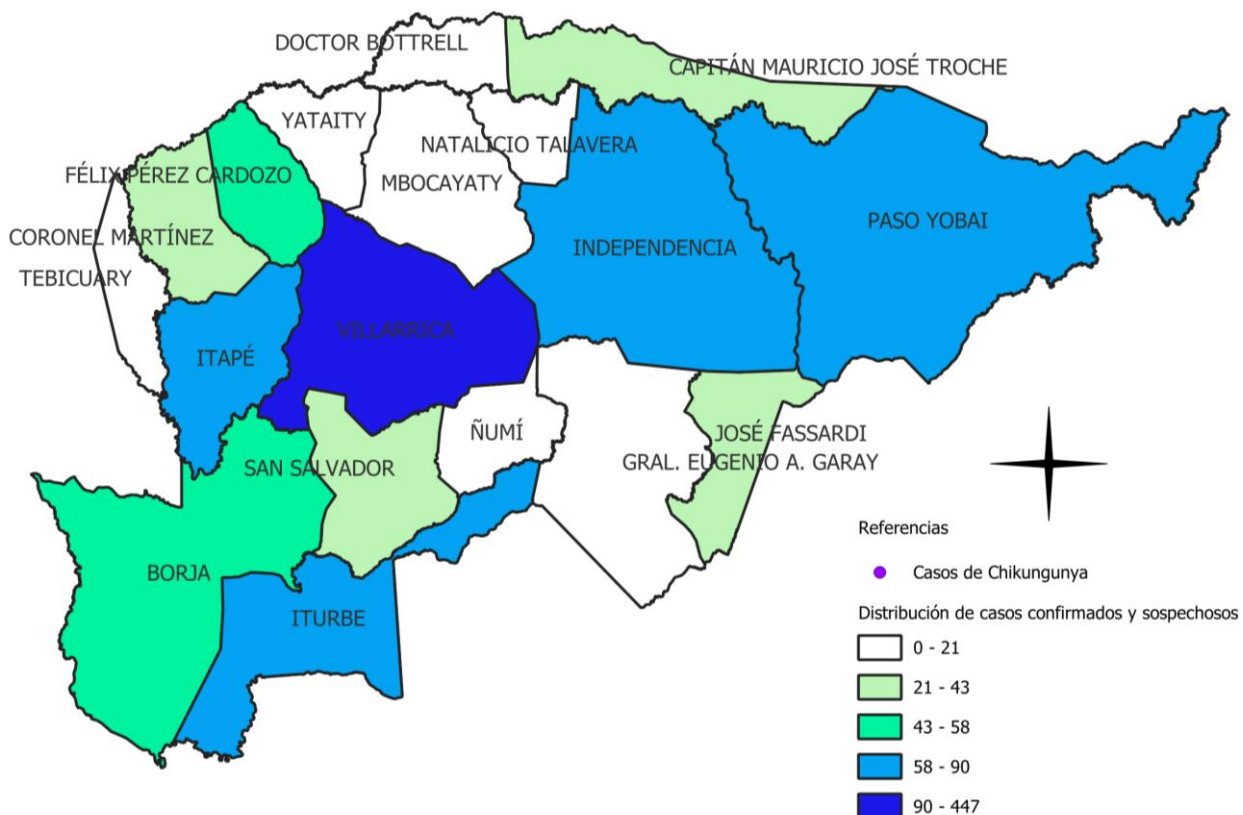 DOCTOR BOTTRELL
CAPITÁN MAURICIO JOSÉ TROCHE
YATAITY
NATALICIO TALAVERA
FÉLIX PÉREZ CARDOZO
MBOCAYATY
PASO YOBAI
CORONEL MARTÍNEZ
INDEPENDENCIA
TEBICUARY
VILLARRICA
ITAPÉ
ÑUMÍ
JOSÉ FASSARDI
SAN SALVADOR
GRAL. EUGENIO A. GARAY
BORJA
ITURBE
Referencias
Casos de Chikungunya
Distribución de casos confirmados y sospechosos
0 - 21
21 - 43
43 - 58
58 - 90
90 - 447